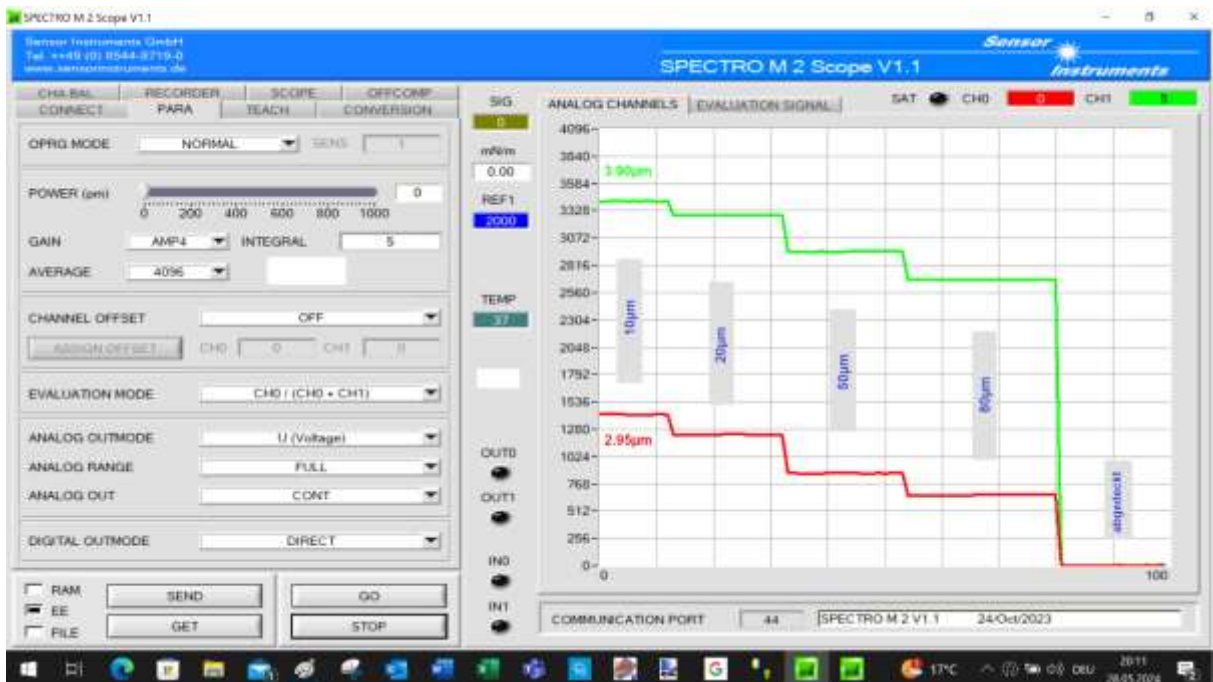 SPECTRO M 2 Scope V1.1
Sensor Instruments GmbH
Tel. ++49 (0) 8544-9719-0
www.sensorinstruments.de
SPECTRO M 2 Scope V1.1
Sensor
Instruments
CHA BAL. RECORDER SCOPE OFFCOMP
CONNECT PARA TEACH CONVERSION
OPRG MODE NORMAL SENS 1
POWER (pm) 0
0 200 400 600 800 1000
GAIN AMP4 INTEGRAL 5
AVERAGE 4096
CHANNEL OFFSET OFF
ASSIGN OFFSET CH0 0 CH1 0
EVALUATION MODE CH0 / (CH0 + CH1)
ANALOG OUTMODE U (Voltage)
ANALOG RANGE FULL
ANALOG OUT CONT
DIGITAL OUTMODE DIRECT
RAM
EE
FILE
SEND GO
GET STOP
SIG
0
mN/m
0.00
REF1
2000
TEMP
37
OUT0
OUT1
IN0
IN1
ANALOG CHANNELS EVALUATION SIGNAL SAT CH0 0 CH1 5
4096
3840
3584
3328
3072
2816
2560
2304
2048
1792
1536
1280
1024
768
512
256
0
0 100
3.90µm
2.95µm
10µm
20µm
50µm
80µm
abgedeckt
COMMUNICATION PORT 44 SPECTRO M 2 V1.1 24/Oct/2023
17°C DEU 20:11
28.05.2024